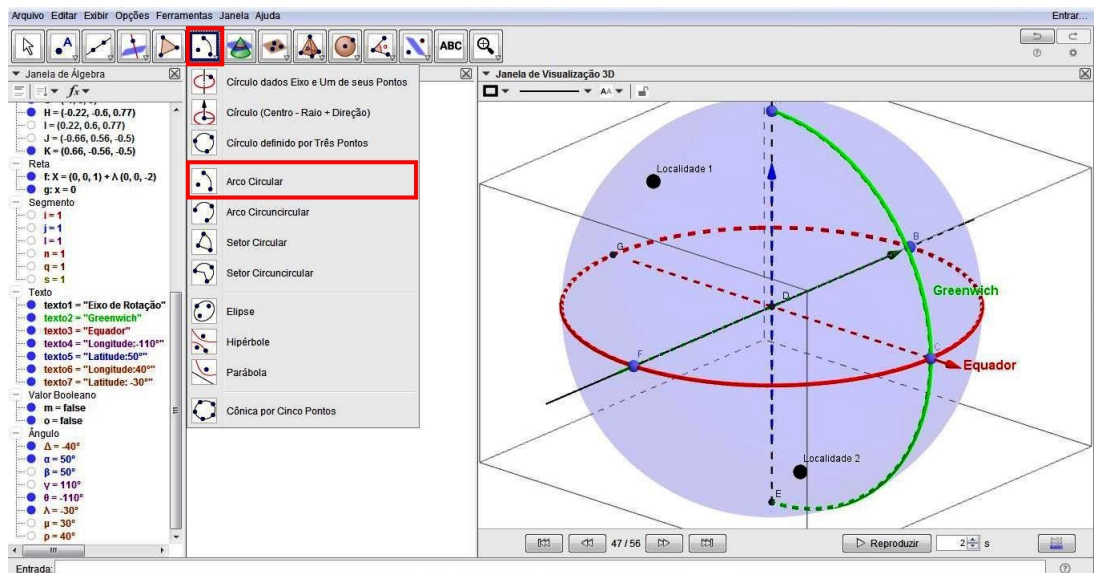 Arquivo Editar Exibir Opções Ferramentas Janela Ajuda
Entrar...
A
ABC
Janela de Álgebra
Janela de Visualização 3D
fx
AA
H = (-0.22, -0.6, 0.77)
I = (0.22, 0.6, 0.77)
J = (-0.66, 0.56, -0.5)
K = (0.66, -0.56, -0.5)
Reta
f: X = (0, 0, 1) + λ (0, 0, -2)
g: x = 0
Segmento
i = 1
j = 1
l = 1
n = 1
q = 1
s = 1
Texto
texto1 = "Eixo de Rotação"
texto2 = "Greenwich"
texto3 = "Equador"
texto4 = "Longitude:-110°"
texto5 = "Latitude:50°"
texto6 = "Longitude:40°"
texto7 = "Latitude: -30°"
Valor Booleano
m = false
o = false
Ângulo
Δ = -40°
α = 50°
β = 50°
γ = 110°
θ = -110°
Λ = -30°
μ = 30°
ρ = 40°
Círculo dados Eixo e Um de seus Pontos
Círculo (Centro - Raio + Direção)
Círculo definido por Três Pontos
Arco Circular
Arco Circuncircular
Setor Circular
Setor Circuncircular
Elipse
Hipérbole
Parábola
Cônica por Cinco Pontos
Localidade 1
G
B
D
Greenwich
F
C
Equador
Localidade 2
E
47 / 56
Reproduzir
2 s
Entrada: